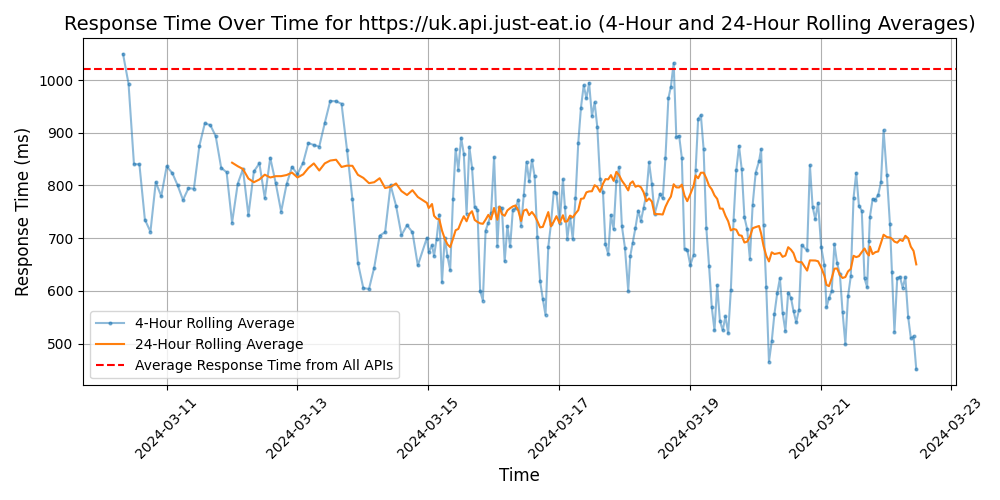 Response Time Over Time for https://uk.api.just-eat.io (4-Hour and 24-Hour Rolling Averages)
Response Time (ms)
1000
900
800
700
600
500
4-Hour Rolling Average
24-Hour Rolling Average
Average Response Time from All APIs
2024-03-11
2024-03-13
2024-03-15
2024-03-17
2024-03-19
2024-03-21
2024-03-23
Time